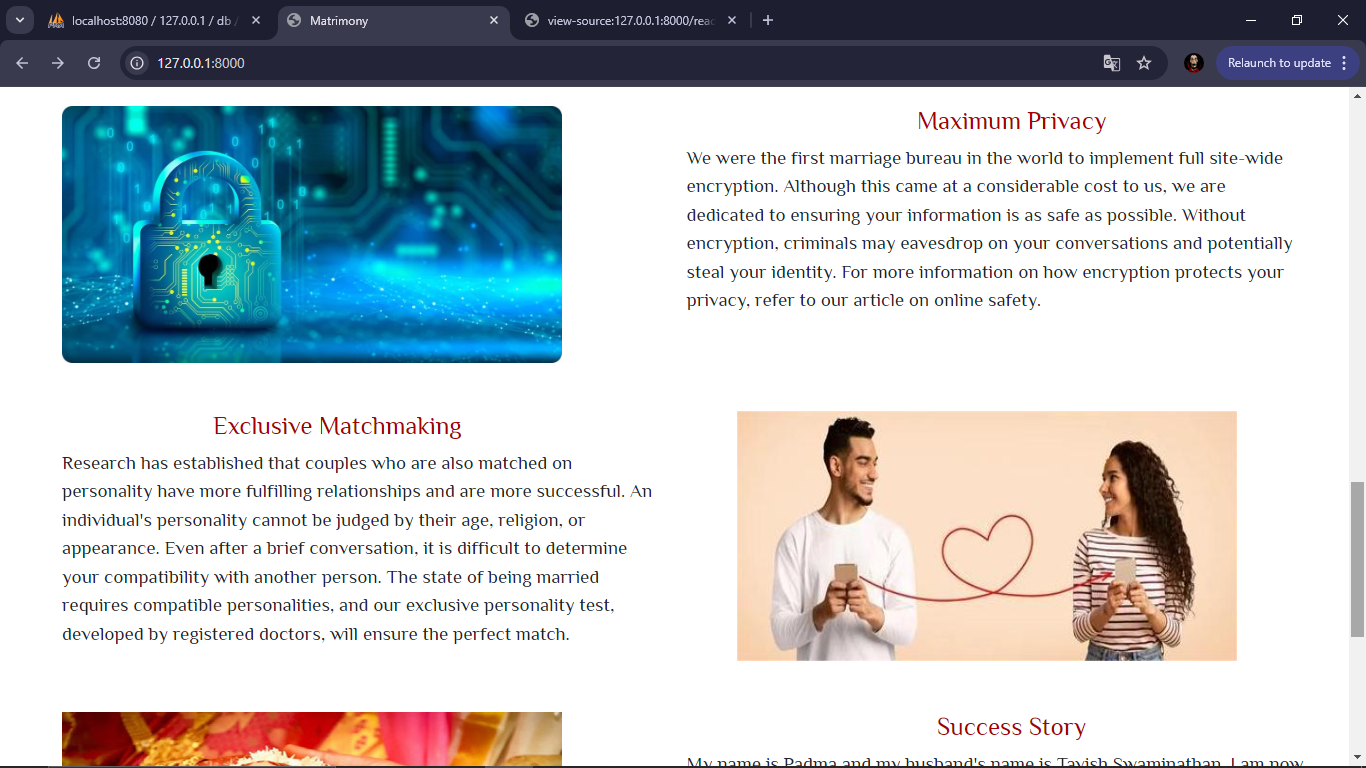 localhost:8080 / 127.0.0.1 / db /
Matrimony
view-source:127.0.0.1:8000/read
127.0.0.1:8000
Relaunch to update
Maximum Privacy
We were the first marriage bureau in the world to implement full site-wide
encryption. Although this came at a considerable cost to us, we are
dedicated to ensuring your information is as safe as possible. Without
encryption, criminals may eavesdrop on your conversations and potentially
steal your identity. For more information on how encryption protects your
privacy, refer to our article on online safety.
Exclusive Matchmaking
Research has established that couples who are also matched on
personality have more fulfilling relationships and are more successful. An
individual's personality cannot be judged by their age, religion, or
appearance. Even after a brief conversation, it is difficult to determine
your compatibility with another person. The state of being married
requires compatible personalities, and our exclusive personality test,
developed by registered doctors, will ensure the perfect match.
Success Story
My name is Padma and my husband's name is Tavish Swaminathan. I am now